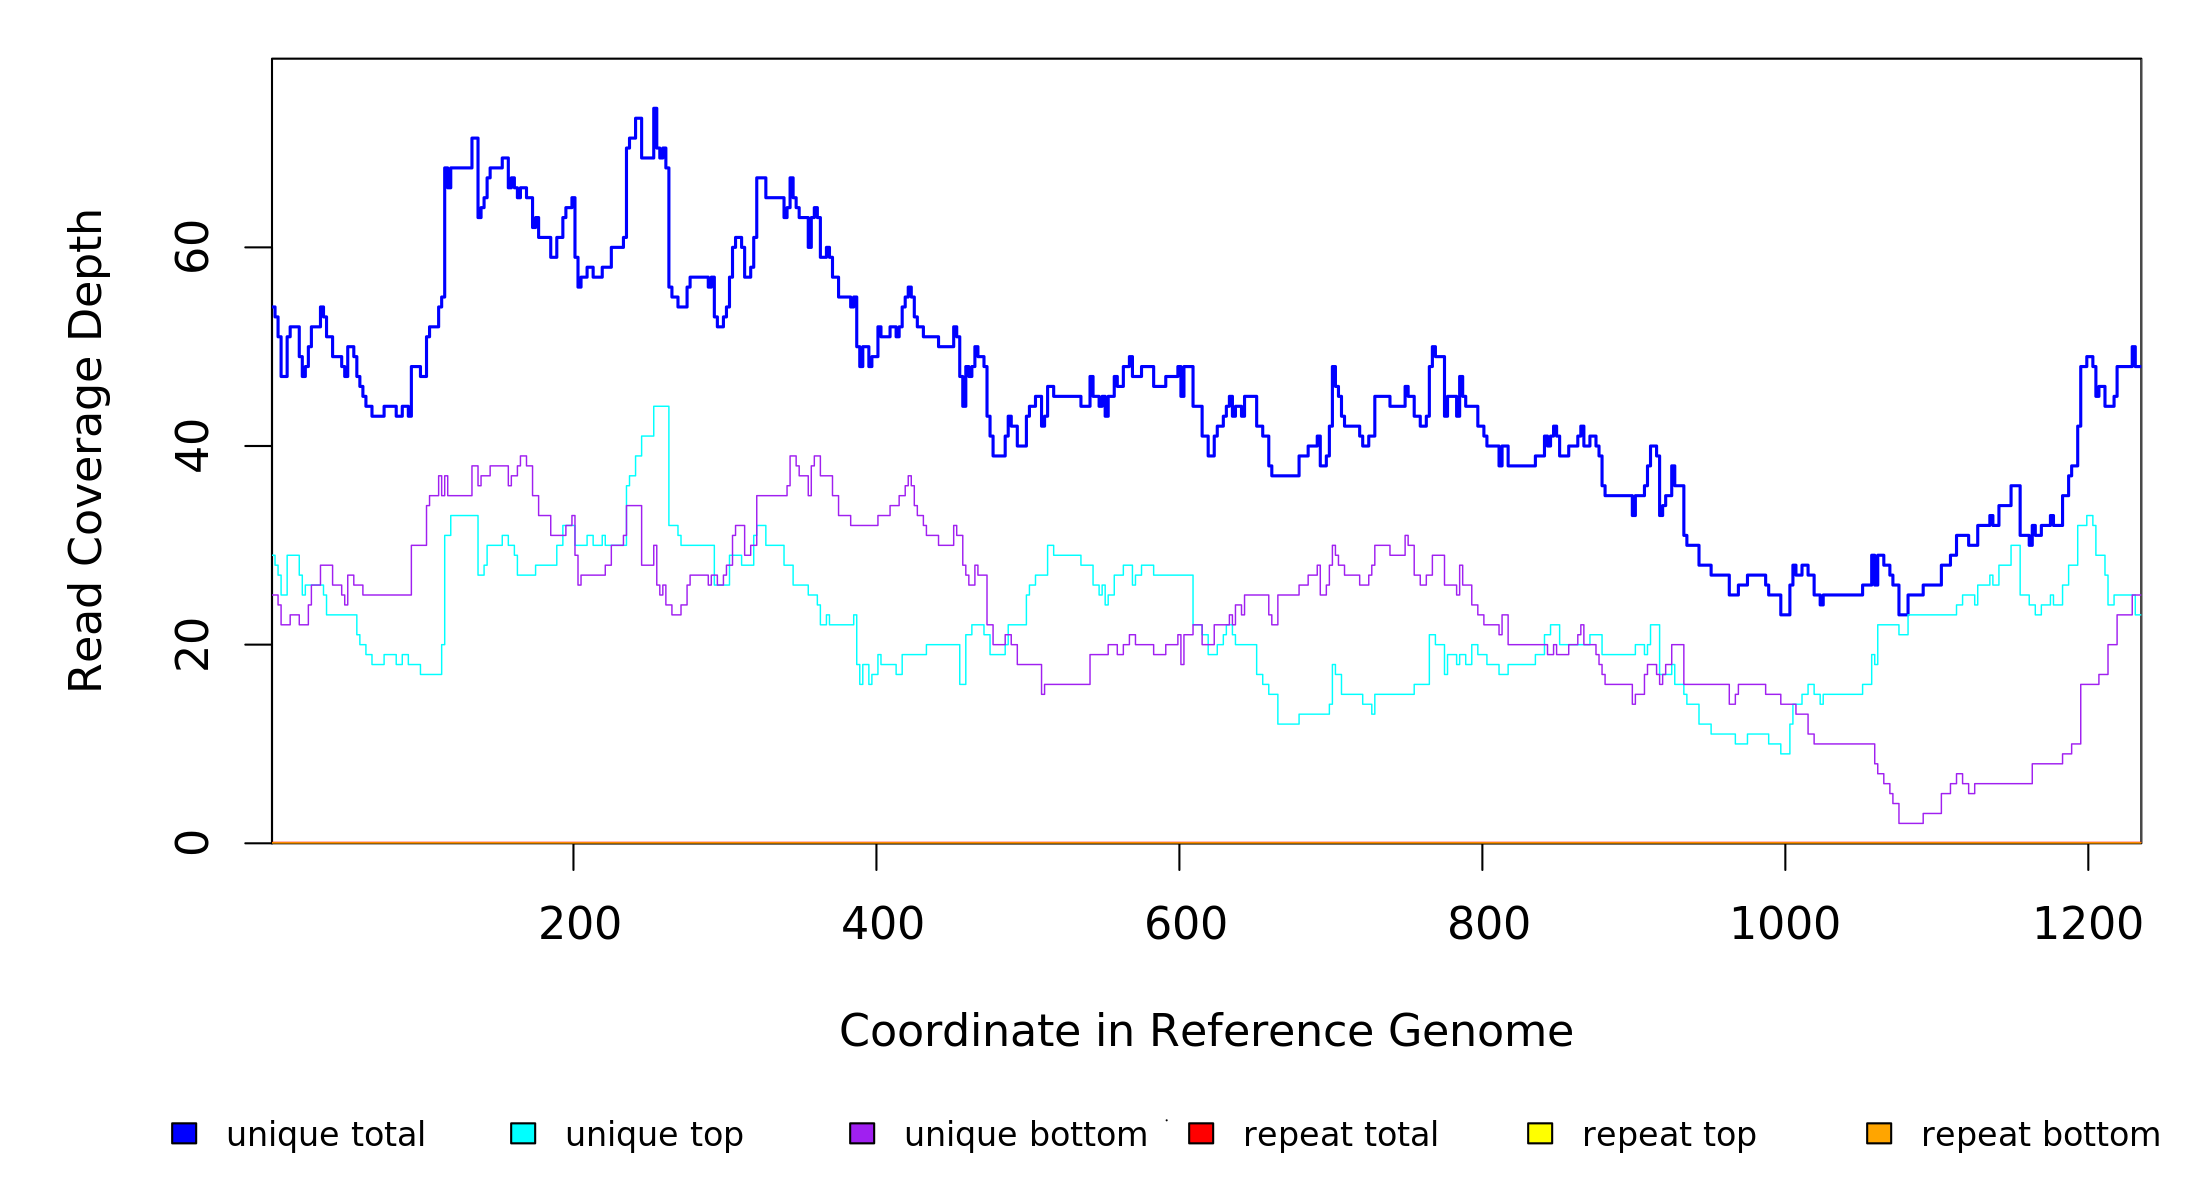 Read Coverage Depth
60
40
20
0
200 400 600 800 1000 1200
Coordinate in Reference Genome
unique total unique top unique bottom repeat total repeat top repeat bottom